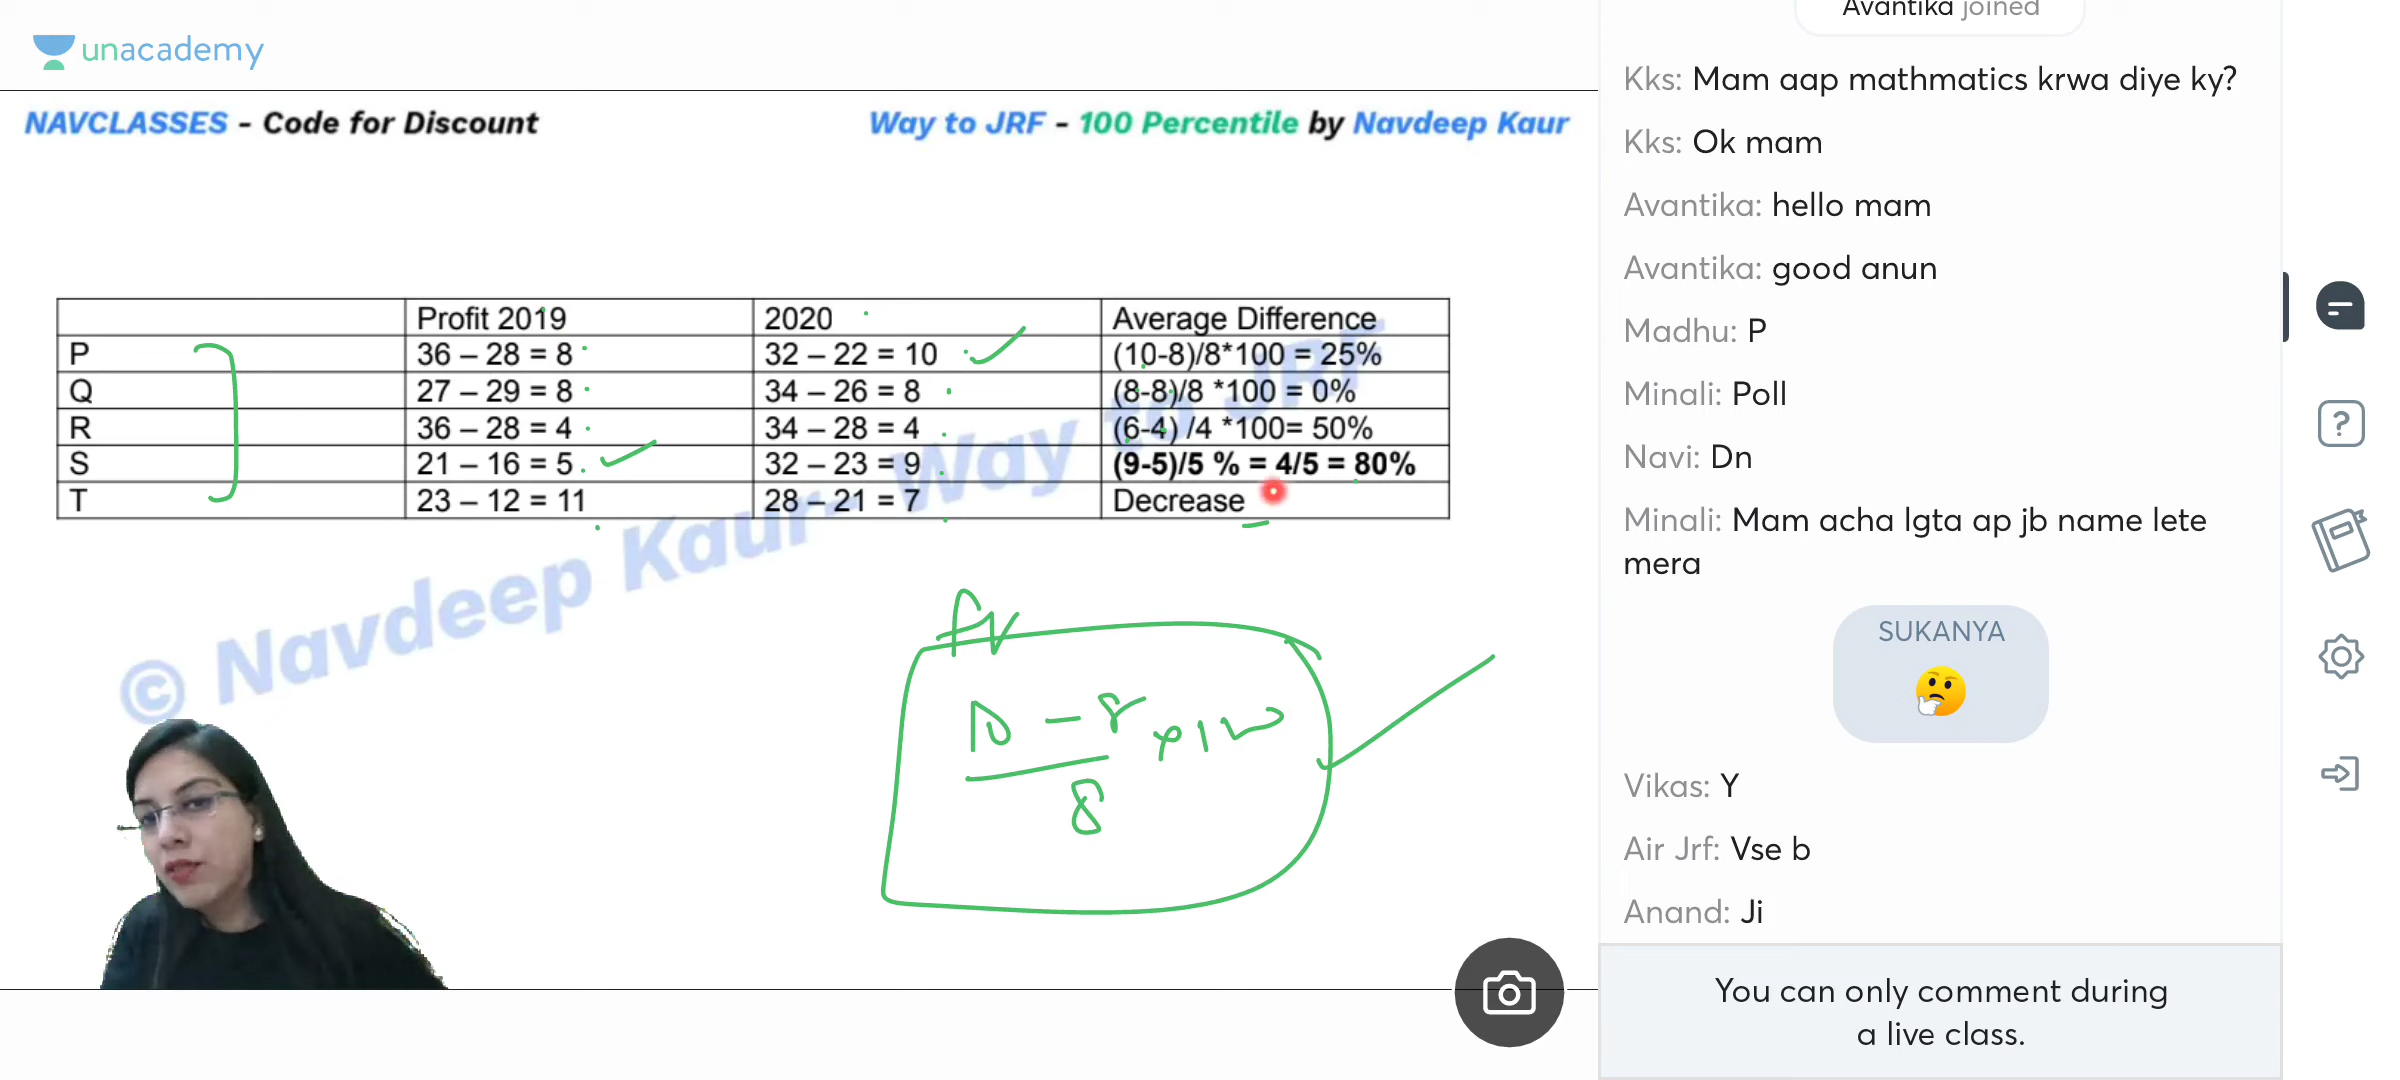 unacademy
NAVCLASSES - Code for Discount
Way to JRF - 100 Percentile by Navdeep Kaur
Profit 2019 2020 Average Difference
P 36 – 28 = 8 32 – 22 = 10 (10-8)/8*100 = 25%
Q 27 – 29 = 8 34 – 26 = 8 (8-8)/8 *100 = 0%
R 36 – 28 = 4 34 – 28 = 4 (6-4) /4 *100= 50%
S 21 – 16 = 5 32 – 23 = 9 (9-5)/5 % = 4/5 = 80%
T 23 – 12 = 11 28 – 21 = 7 Decrease
© Navdeep Kaur- Way to JRF
10 – 8 × 100
8
Avantika joined
Kks: Mam aap mathmatics krwa diye ky?
Kks: Ok mam
Avantika: hello mam
Avantika: good anun
Madhu: P
Minali: Poll
Navi: Dn
Minali: Mam acha lgta ap jb name lete
mera
SUKANYA
Vikas: Y
Air Jrf: Vse b
Anand: Ji
You can only comment during
a live class.